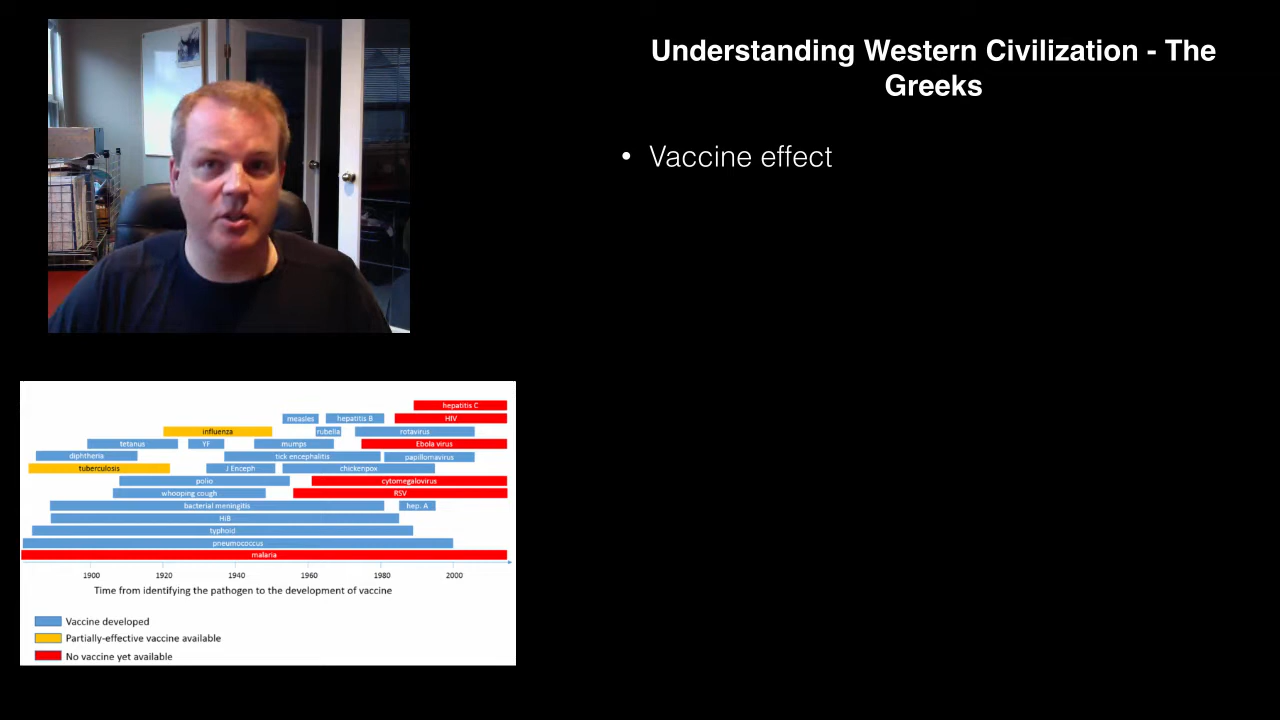 Understanding Western Civilization - The
Greeks
• Vaccine effect
hepatitis C
measles hepatitis B HIV
influenza rubella rotavirus
tetanus YF mumps Ebola virus
diphtheria tick encephalitis papillomavirus
tuberculosis J Enceph chickenpox
polio cytomegalovirus
whooping cough RSV
bacterial meningitis hep. A
HiB
typhoid
pneumococcus
malaria
1900 1920 1940 1960 1980 2000
Time from identifying the pathogen to the development of vaccine
Vaccine developed
Partially-effective vaccine available
No vaccine yet available